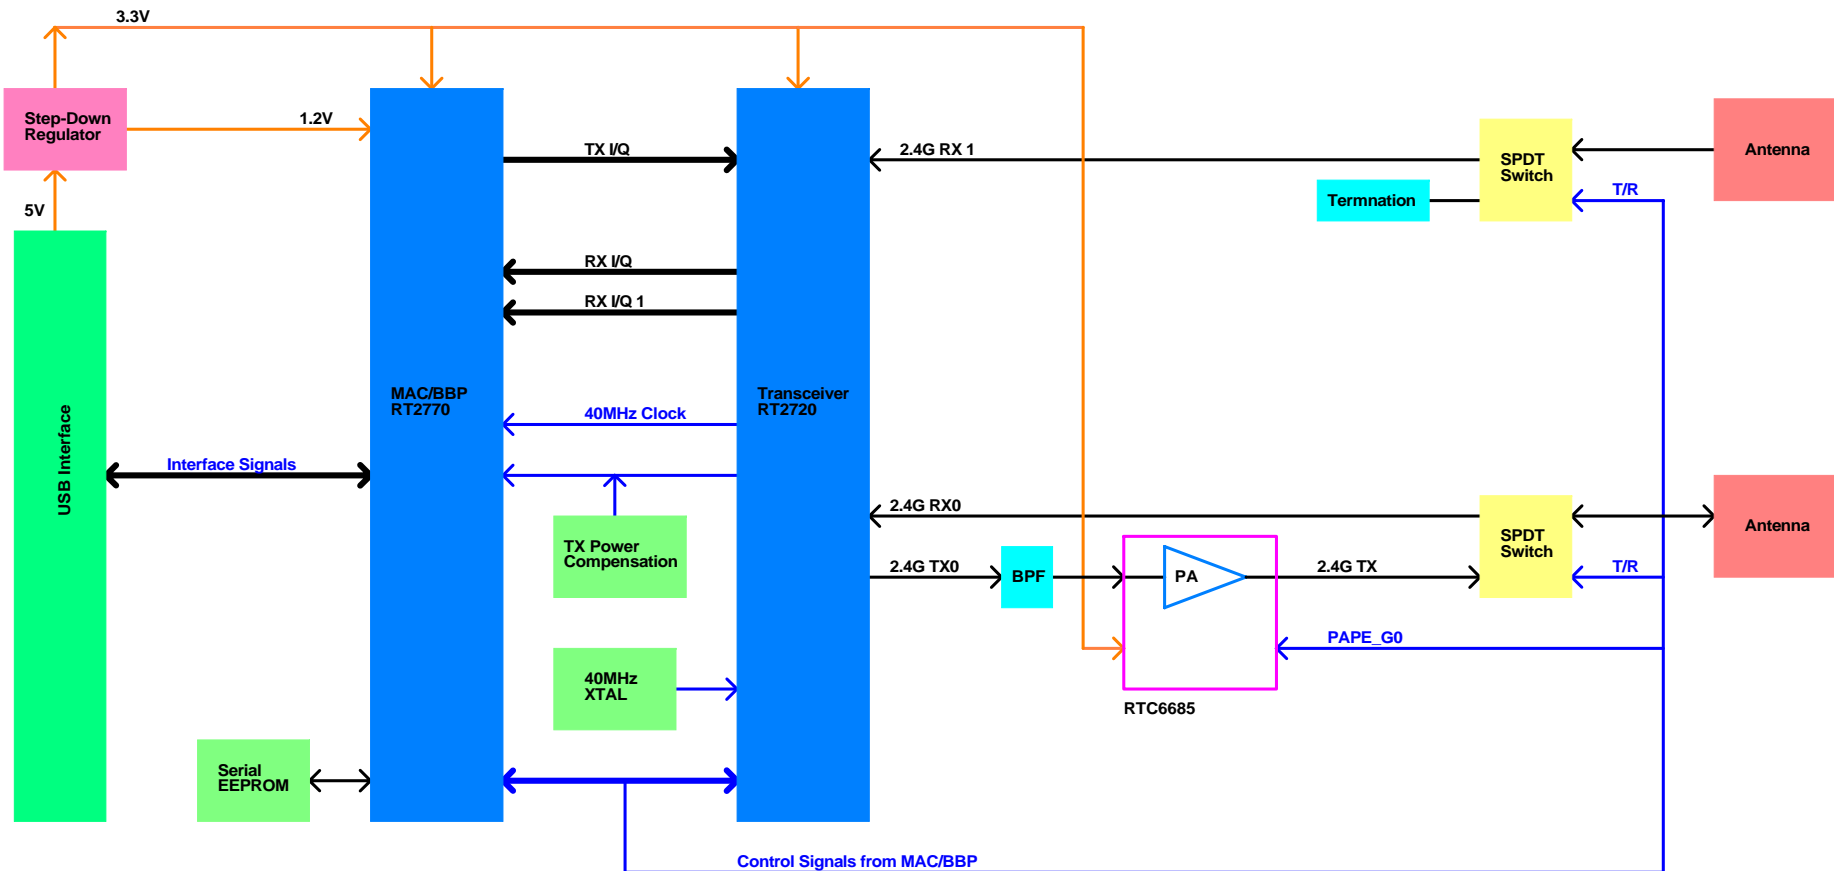 3.3V
Step-Down
Regulator
1.2V
5V
TX I/Q
2.4G RX 1
SPDT
Switch
Antenna
Termnation
T/R
RX I/Q
RX I/Q 1
USB Interface
MAC/BBP
RT2770
Transceiver
RT2720
40MHz Clock
Interface Signals
TX Power
Compensation
2.4G RX0
2.4G TX0
BPF
PA
2.4G TX
SPDT
Switch
Antenna
T/R
PAPE_G0
40MHz
XTAL
RTC6685
Serial
EEPROM
Control Signals from MAC/BBP